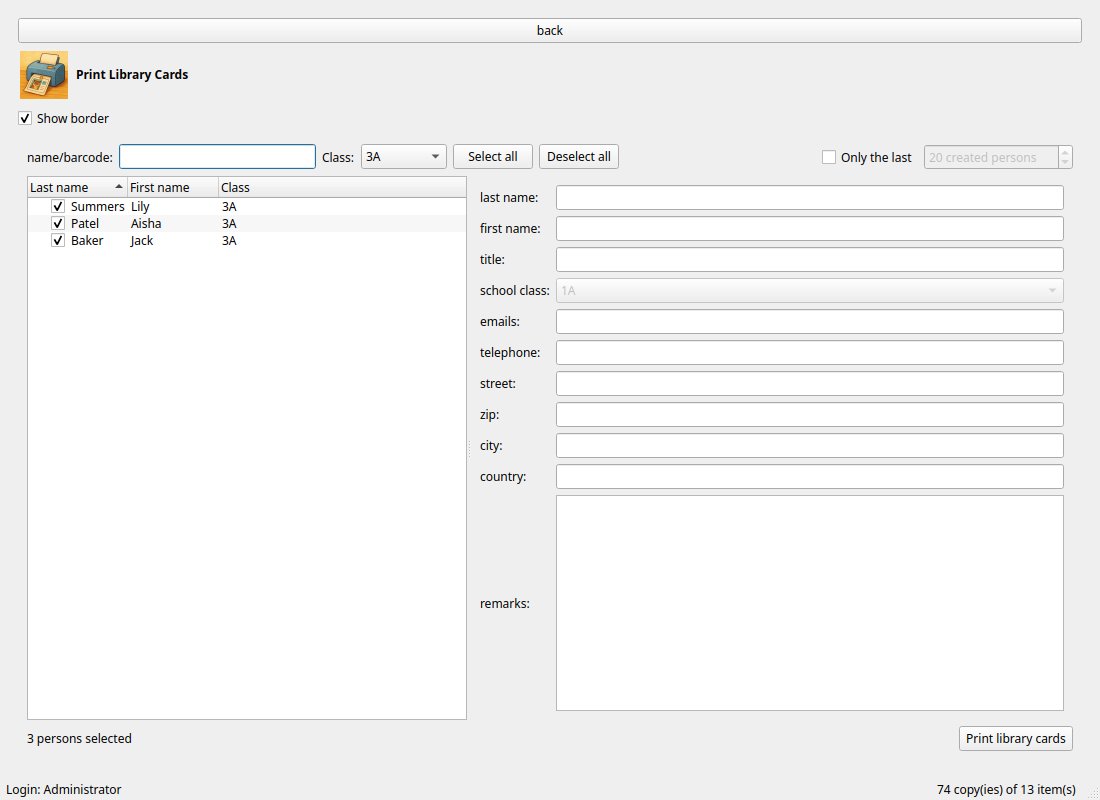 back
Print Library Cards
Show border
name/barcode: Class: 3A Select all Deselect all Only the last 20 created persons
Last name First name Class
Summers Lily 3A
Patel Aisha 3A
Baker Jack 3A
last name:
first name:
title:
school class: 1A
emails:
telephone:
street:
zip:
city:
country:
remarks:
3 persons selected Print library cards
Login: Administrator 74 copy(ies) of 13 item(s)